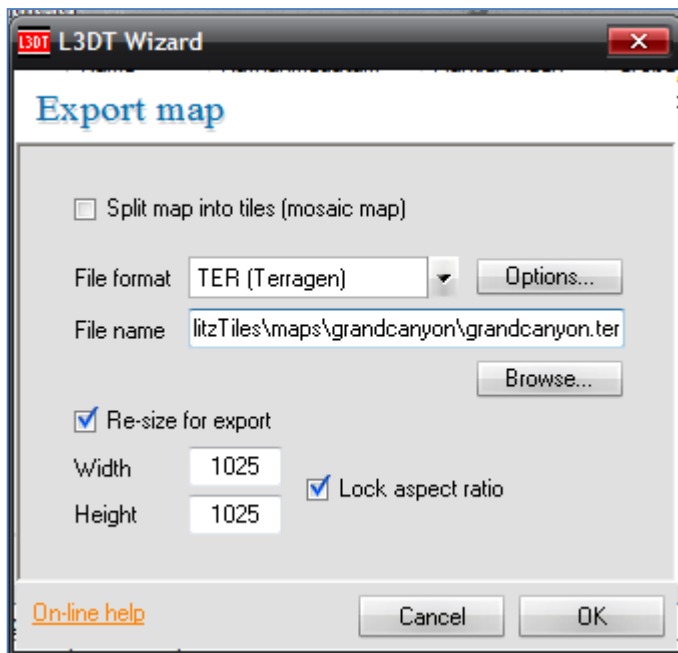 L3DT L3DT Wizard
Export map
Split map into tiles (mosaic map)
File format TER (Terragen) Options...
File name litzTiles\maps\grandcanyon\grandcanyon.ter
Browse...
Re-size for export
Width 1025
Lock aspect ratio
Height 1025
On-line help Cancel OK